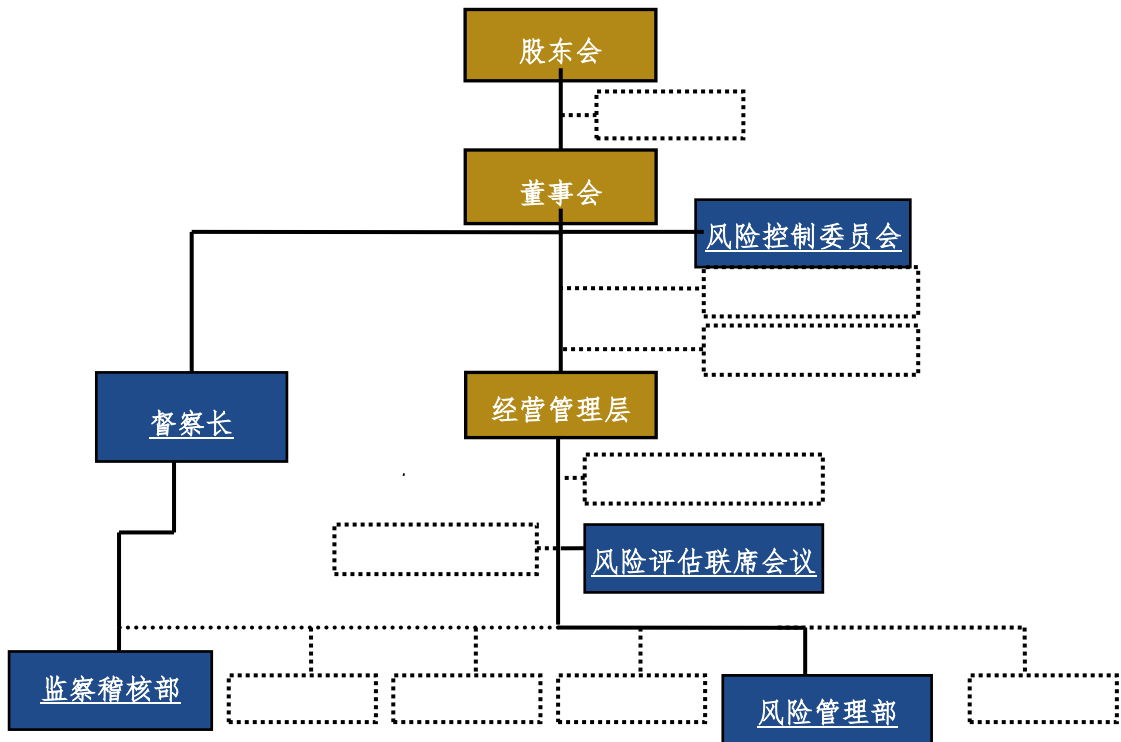 股东会
董事会
风险控制委员会
督察长
经营管理层
风险评估联席会议
监察稽核部
风险管理部